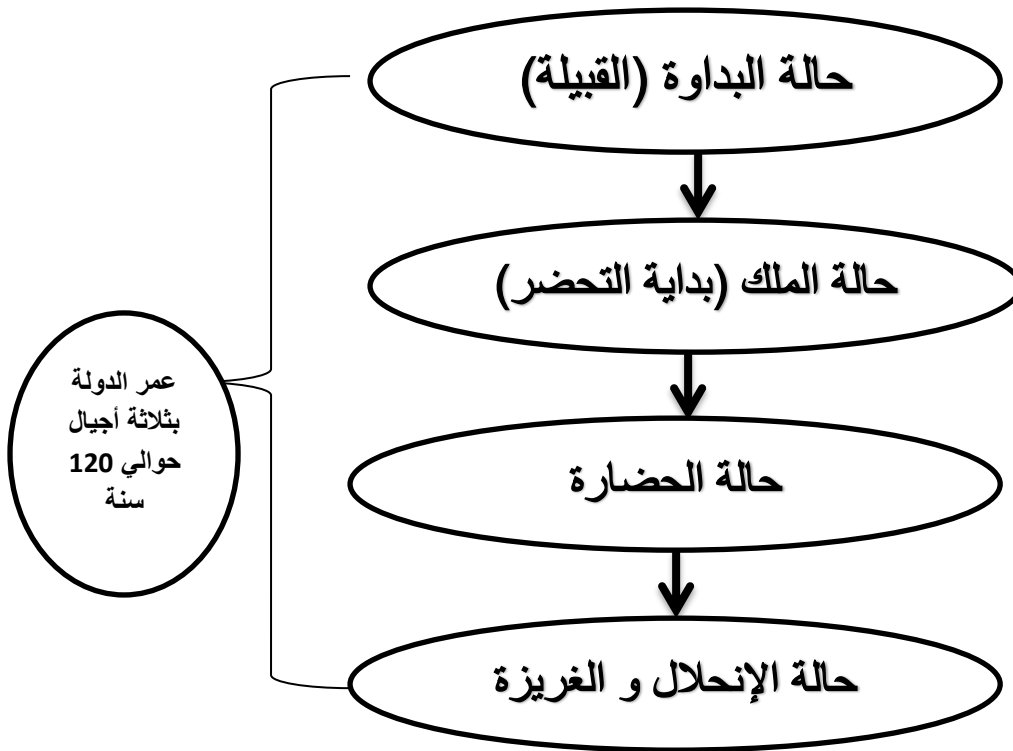 حالة البداوة (القبيلة)
حالة الملك (بداية التحضر)
عمر الدولة
بثلاثة أجيال
حوالي 120
سنة
حالة الحضارة
حالة الإنحلال و الغريزة